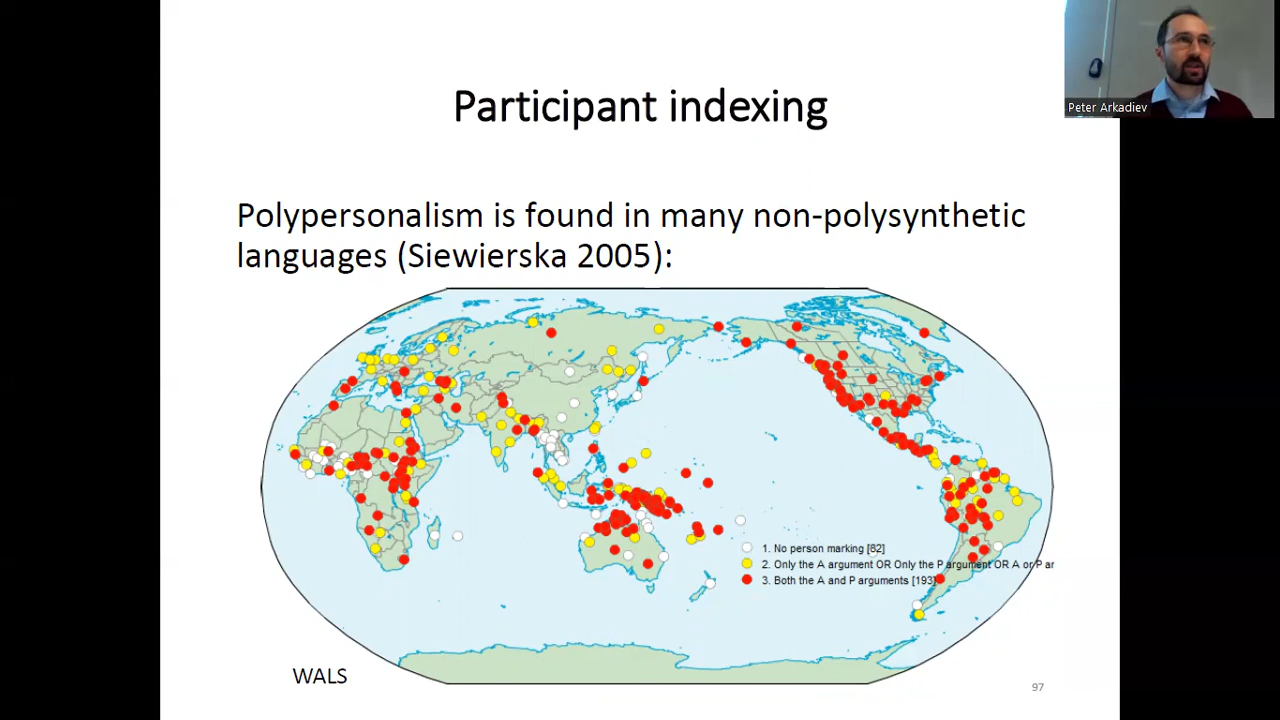 Participant indexing
Peter Arkadiev
Polypersonalism is found in many non-polysynthetic
languages (Siewierska 2005):
1. No person marking [82]
2. Only the A argument OR Only the P argument OR A or P ar
3. Both the A and P arguments [193]
WALS
97